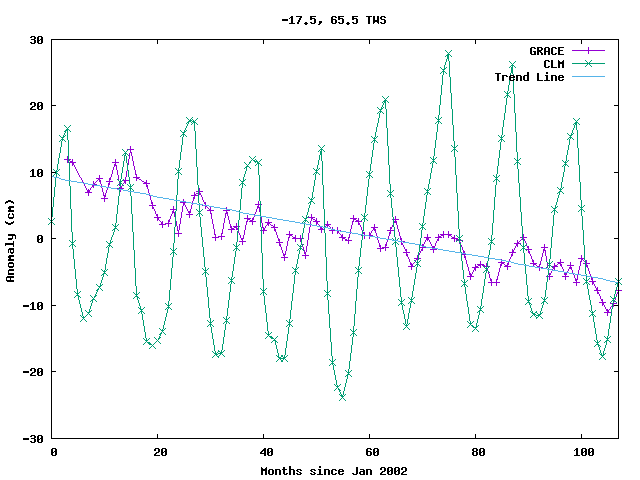 -17.5, 65.5 TWS
GRACE
CLM
Trend Line
30
20
10
0
-10
-20
-30
Anomaly (cm)
0 20 40 60 80 100
Months since Jan 2002